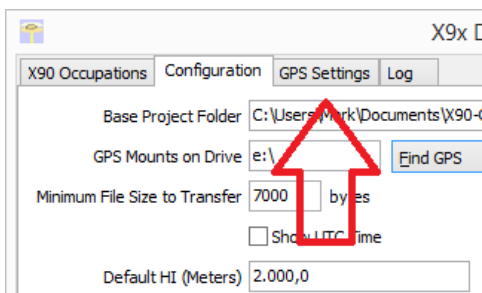 X9x D
X90 Occupations Configuration GPS Settings Log
Base Project Folder C:\Users\Mark\Documents\X90-
GPS Mounts on Drive e:\ Find GPS
Minimum File Size to Transfer 7000 bytes
Show UTC Time
Default HI (Meters) 2.000,0